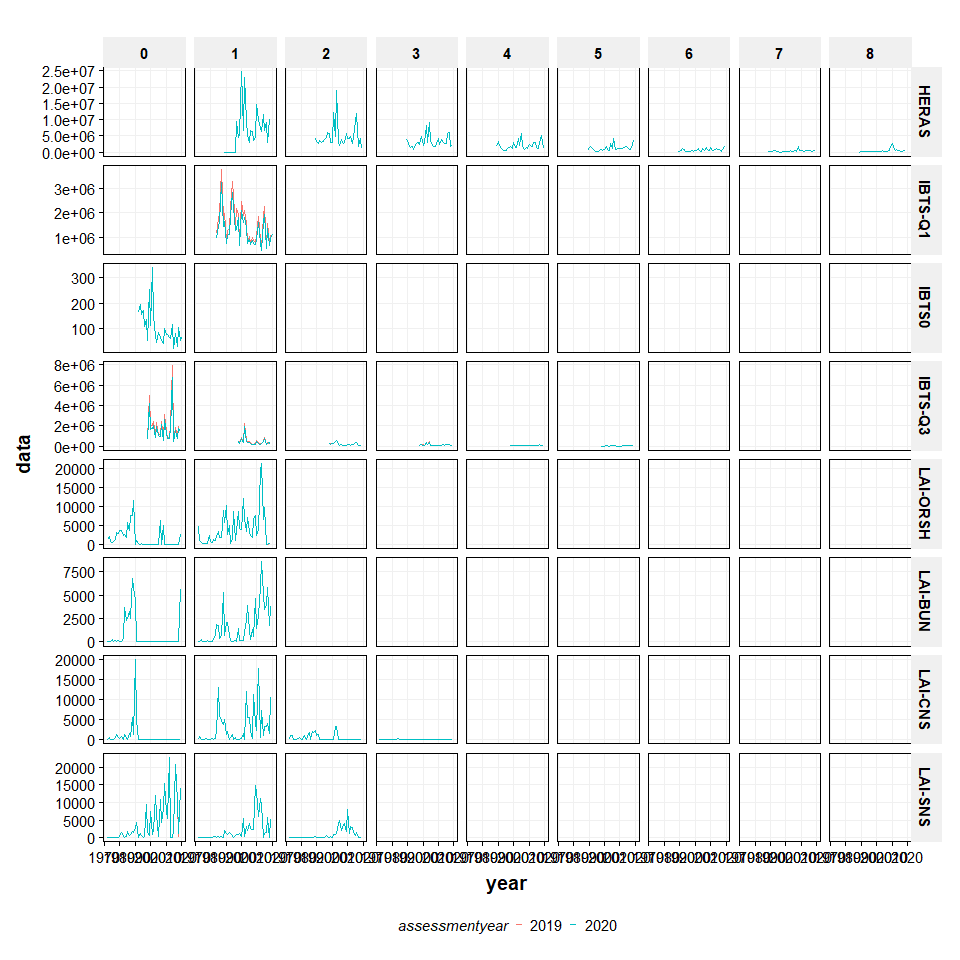 0 1 2 3 4 5 6 7 8
2.5e+07
2.0e+07
1.5e+07
1.0e+07
5.0e+06
0.0e+00
HERAS
3e+06
2e+06
1e+06
IBTS-Q1
300
200
100
IBTS0
8e+06
6e+06
4e+06
2e+06
0e+00
IBTS-Q3
20000
15000
10000
5000
0
LAI-ORSH
7500
5000
2500
0
LAI-BUN
20000
15000
10000
5000
0
LAI-CNS
20000
15000
10000
5000
0
LAI-SNS
data
year
assessmentyear 2019 2020